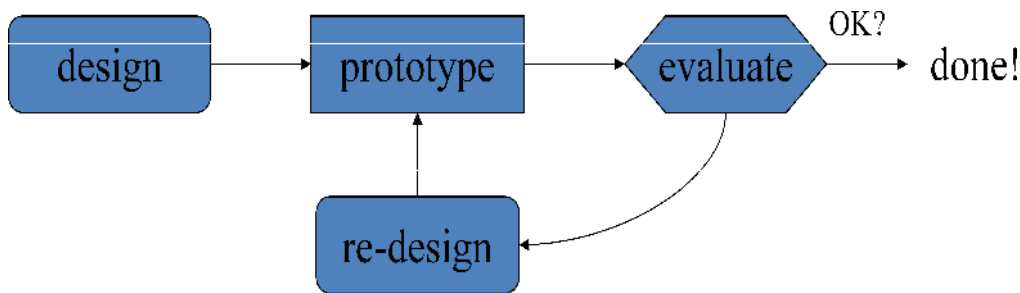 OK?
design
prototype
evaluate
done!
re-design